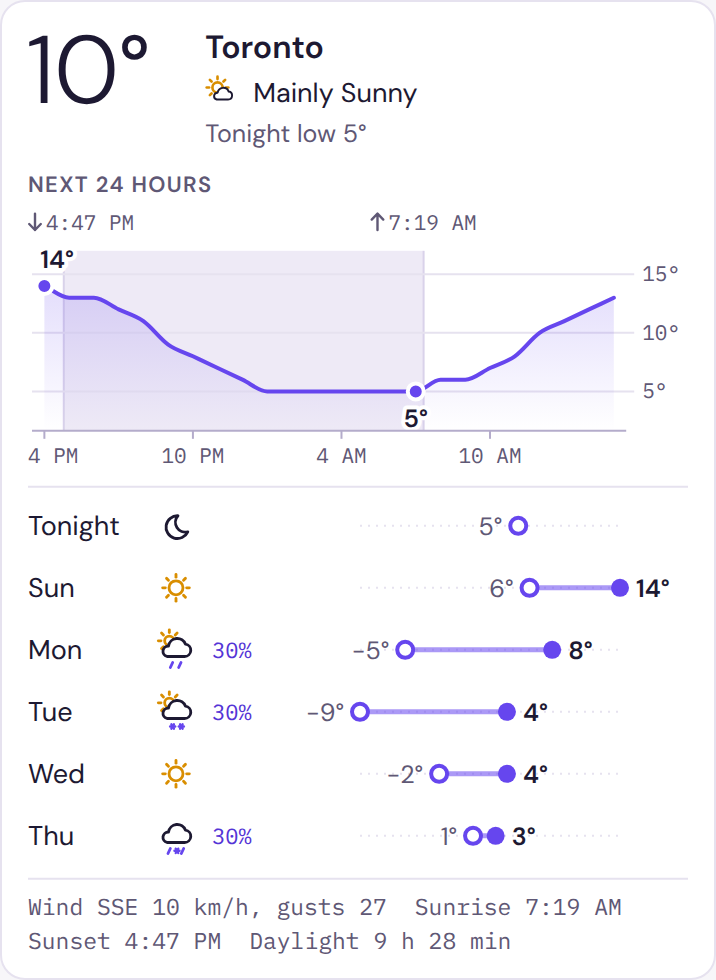 10°
Toronto
Mainly Sunny
Tonight low 5°
NEXT 24 HOURS
↓4:47 PM ↑7:19 AM
14°
15°
10°
5°
5°
4 PM 10 PM 4 AM 10 AM
Tonight 5°
Sun 6° 14°
Mon 30% −5° 8°
Tue 30% −9° 4°
Wed −2° 4°
Thu 30% 1° 3°
Wind SSE 10 km/h, gusts 27 Sunrise 7:19 AM
Sunset 4:47 PM Daylight 9 h 28 min